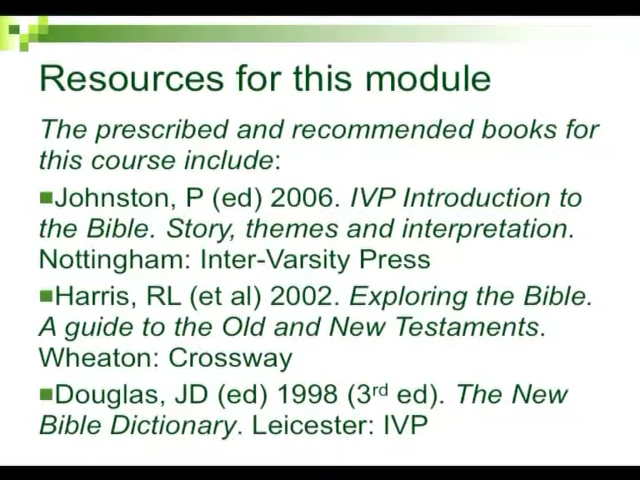 Resources for this module
The prescribed and recommended books for
this course include:
Johnston, P (ed) 2006. IVP Introduction to
the Bible. Story, themes and interpretation.
Nottingham: Inter-Varsity Press
Harris, RL (et al) 2002. Exploring the Bible.
A guide to the Old and New Testaments.
Wheaton: Crossway
Douglas, JD (ed) 1998 (3rd ed). The New
Bible Dictionary. Leicester: IVP